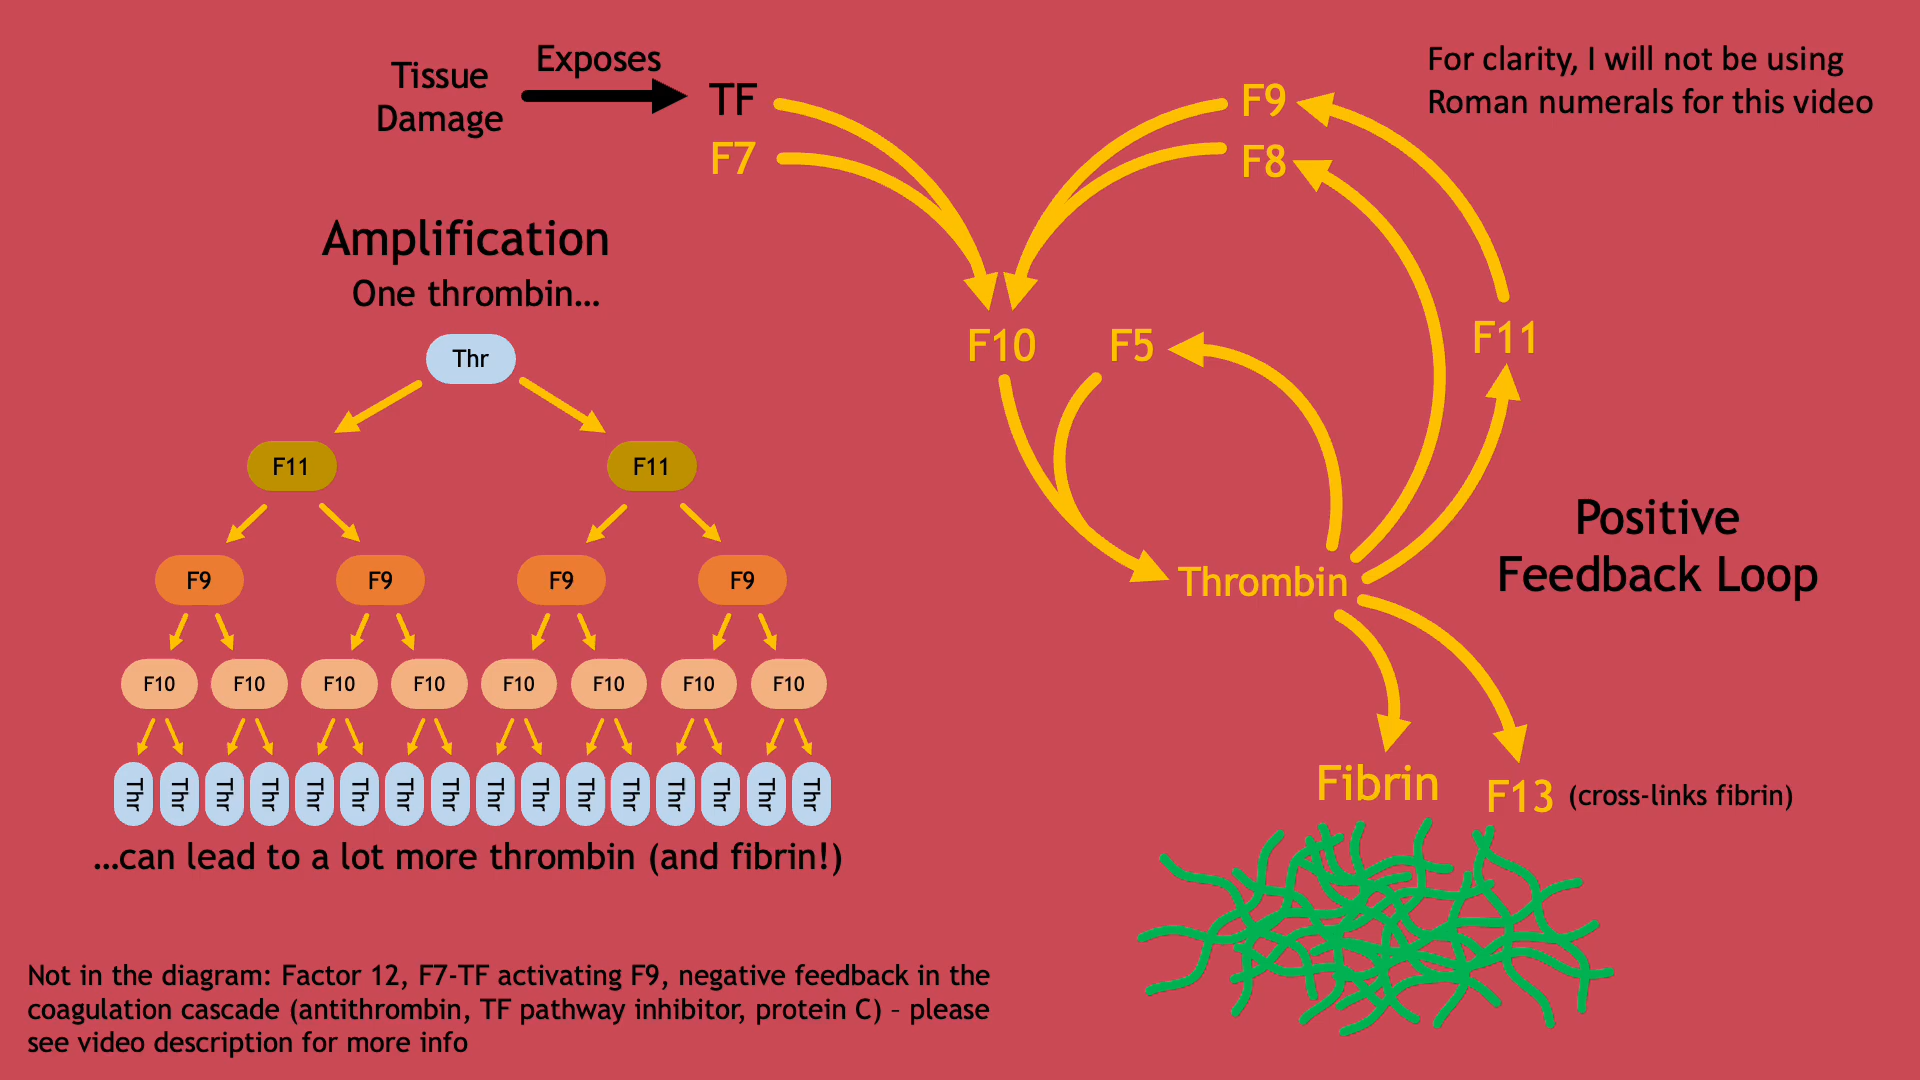 Tissue
Damage
Exposes
TF
F7
F9
F8
For clarity, I will not be using
Roman numerals for this video
Amplification
One thrombin…
Thr
F11 F11
F9 F9 F9 F9
F10 F10 F10 F10 F10 F10 F10 F10
Thr Thr Thr Thr Thr Thr Thr Thr Thr Thr Thr Thr Thr Thr Thr Thr
…can lead to a lot more thrombin (and fibrin!)
F10
F5
F11
Thrombin
Positive
Feedback Loop
Fibrin
F13 (cross-links fibrin)
Not in the diagram: Factor 12, F7-TF activating F9, negative feedback in the
coagulation cascade (antithrombin, TF pathway inhibitor, protein C) – please
see video description for more info